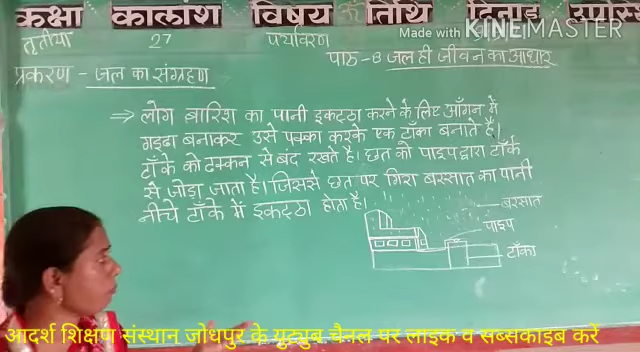 कक्षा कालांश विषय तिथि दिनाङ
Made with KINEMASTER
तृतीया 27 पर्यावरण
पाठ-8 जल ही जीवन का आधार
प्रकरण - जल का संग्रहण
⇒ लोग बारिश का पानी इकट्ठा करने के लिए आँगन में
गड्ढा बनाकर उसे पक्का करके एक टाँका बनाते है।
टाँके को ढक्कन से बंद रखते है। छत को पाइप द्वारा टाँके
से जोड़ा जाता है। जिससे छत पर गिरा बरसात का पानी
नीचे टाँके में इकट्ठा होता है।
बरसात
पाइप
टाँका
आदर्श शिक्षण संस्थान जोधपुर के युट्युब चैनल पर लाइक व सब्सकाइब करें